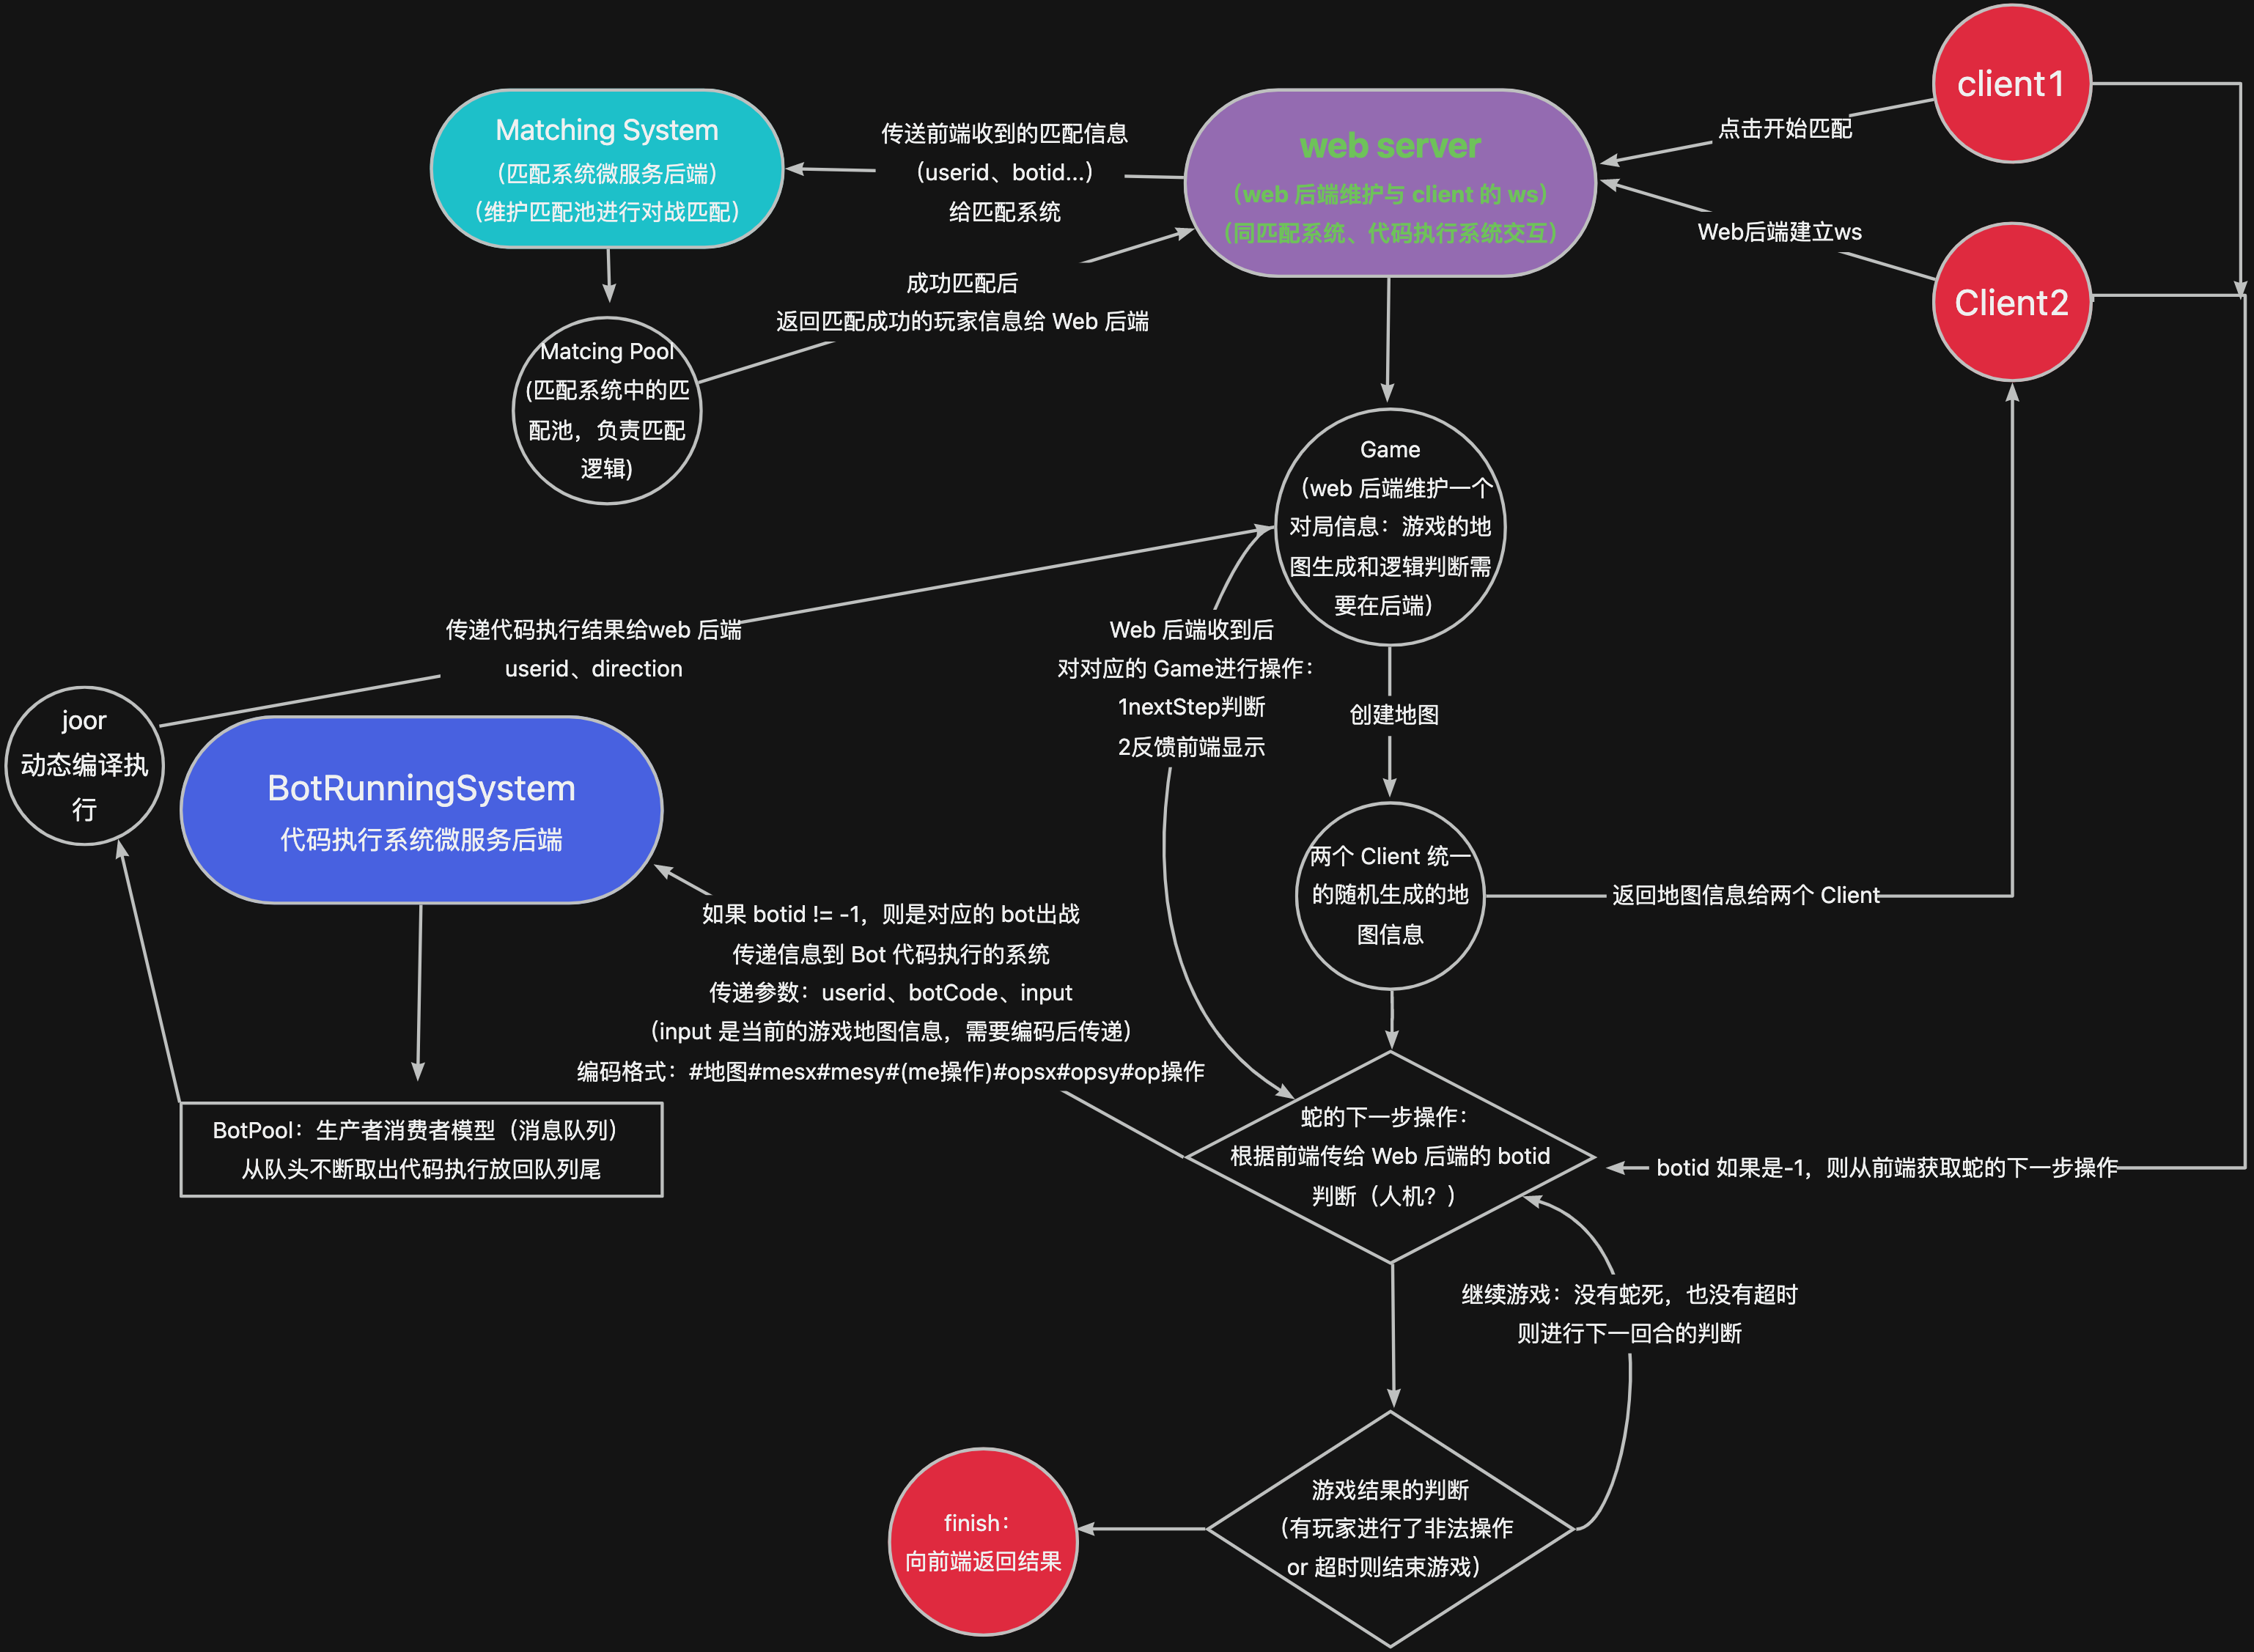 client1
Matching System
（匹配系统微服务后端）
（维护匹配池进行对战匹配）
传送前端收到的匹配信息
（userid、botid...）
给匹配系统
web server
（web 后端维护与 client 的 ws）
（同匹配系统、代码执行系统交互）
点击开始匹配
Web后端建立ws
Client2
成功匹配后
返回匹配成功的玩家信息给 Web 后端
Matcing Pool
(匹配系统中的匹
配池，负责匹配
逻辑)
Game
（web 后端维护一个
对局信息：游戏的地
图生成和逻辑判断需
要在后端）
传递代码执行结果给web 后端
userid、direction
Web 后端收到后
对对应的 Game进行操作：
1nextStep判断
2反馈前端显示
创建地图
joor
动态编译执
行
BotRunningSystem
代码执行系统微服务后端
两个 Client 统一
的随机生成的地
图信息
返回地图信息给两个 Client
如果 botid != -1，则是对应的 bot出战
传递信息到 Bot 代码执行的系统
传递参数：userid、botCode、input
（input 是当前的游戏地图信息，需要编码后传递）
编码格式：#地图#mesx#mesy#(me操作)#opsx#opsy#op操作
BotPool：生产者消费者模型（消息队列）
从队头不断取出代码执行放回队列尾
蛇的下一步操作：
根据前端传给 Web 后端的 botid
判断（人机？）
botid 如果是-1，则从前端获取蛇的下一步操作
继续游戏：没有蛇死，也没有超时
则进行下一回合的判断
游戏结果的判断
（有玩家进行了非法操作
or 超时则结束游戏）
finish：
向前端返回结果